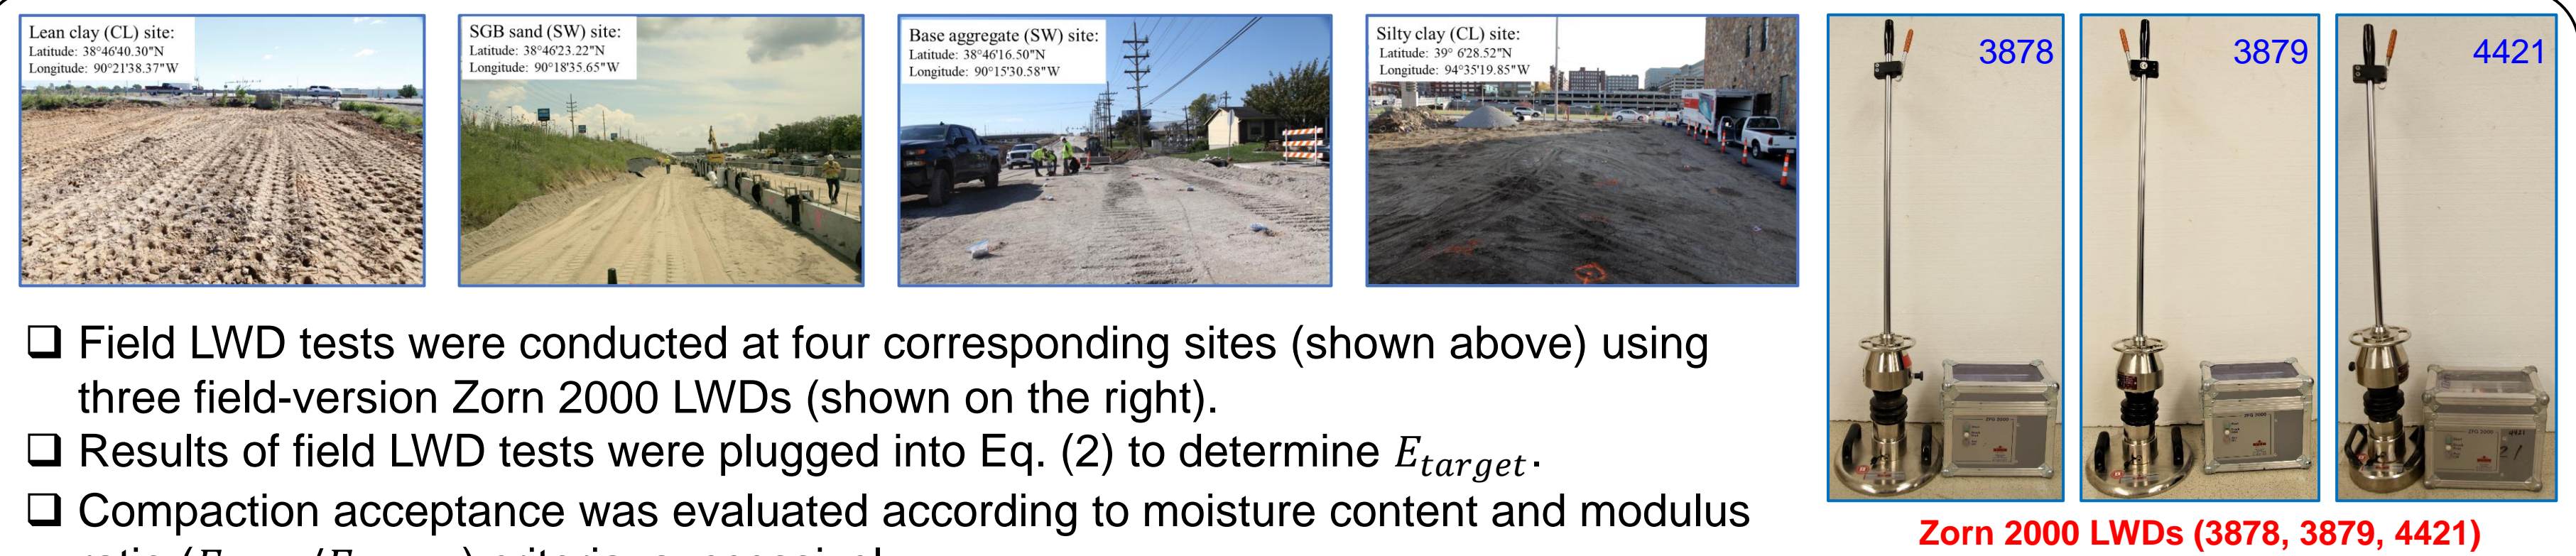 Lean clay (CL) site:
Latitude: 38°46'40.30"N
Longitude: 90°21'38.37"W
SGB sand (SW) site:
Latitude: 38°46'23.22"N
Longitude: 90°18'35.65"W
Base aggregate (SW) site:
Latitude: 38°46'16.50"N
Longitude: 90°15'30.58"W
Silty clay (CL) site:
Latitude: 39° 6'28.52"N
Longitude: 94°35'19.85"W
3878
3879
4421
❑ Field LWD tests were conducted at four corresponding sites (shown above) using
three field-version Zorn 2000 LWDs (shown on the right).
❑ Results of field LWD tests were plugged into Eq. (2) to determine E_target.
❑ Compaction acceptance was evaluated according to moisture content and modulus
Zorn 2000 LWDs (3878, 3879, 4421)